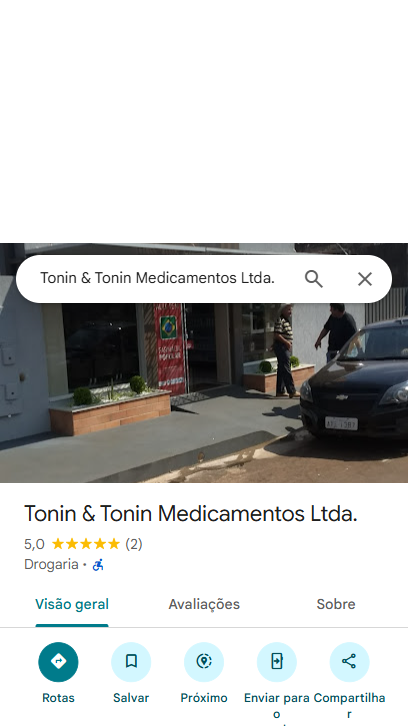 Tonin & Tonin Medicamentos Ltda.
Tonin & Tonin Medicamentos Ltda.
5,0 (2)
Drogaria ·
Visão geral Avaliações Sobre
Rotas Salvar Próximo Enviar para o Compartilhar